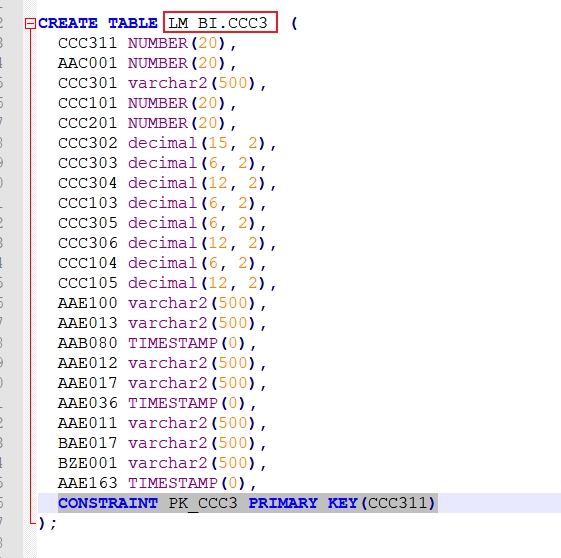 CREATE TABLE LM_BI.CCC3 (
CCC311 NUMBER(20),
AAC001 NUMBER(20),
CCC301 varchar2(500),
CCC101 NUMBER(20),
CCC201 NUMBER(20),
CCC302 decimal(15, 2),
CCC303 decimal(6, 2),
CCC304 decimal(12, 2),
CCC103 decimal(6, 2),
CCC305 decimal(6, 2),
CCC306 decimal(12, 2),
CCC104 decimal(6, 2),
CCC105 decimal(12, 2),
AAE100 varchar2(500),
AAE013 varchar2(500),
AAB080 TIMESTAMP(0),
AAE012 varchar2(500),
AAE017 varchar2(500),
AAE036 TIMESTAMP(0),
AAE011 varchar2(500),
BAE017 varchar2(500),
BZE001 varchar2(500),
AAE163 TIMESTAMP(0),
CONSTRAINT PK_CCC3 PRIMARY KEY(CCC311)
);